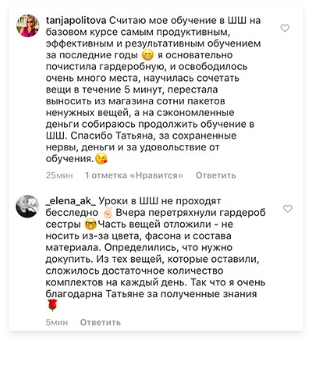 tanjapolitova Считаю мое обучение в ШШ на
базовом курсе самым продуктивным,
эффективным и результативным обучением
за последние годы 😁 я основательно
почистила гардеробную, и освободилось
очень много места, научилась сочетать
вещи в течение 5 минут, перестала
выносить из магазина сотни пакетов
ненужных вещей, а на сэкономленные
деньги собираюсь продолжить обучение в
ШШ. Спасибо Татьяна, за сохраненные
нервы, деньги и за удовольствие от
обучения.😘
25мин 1 отметка «Нравится» Ответить
_elena_ak_ Уроки в ШШ не проходят
бесследно ☝🏻 Вчера перетряхнули гардероб
сестры 🤓 Часть вещей отложили - не
носить из-за цвета, фасона и состава
материала. Определились, что нужно
докупить. Из тех вещей, которые оставили,
сложилось достаточное количество
комплектов на каждый день. Так что я очень
благодарна Татьяне за полученные знания
🌹
5мин Ответить